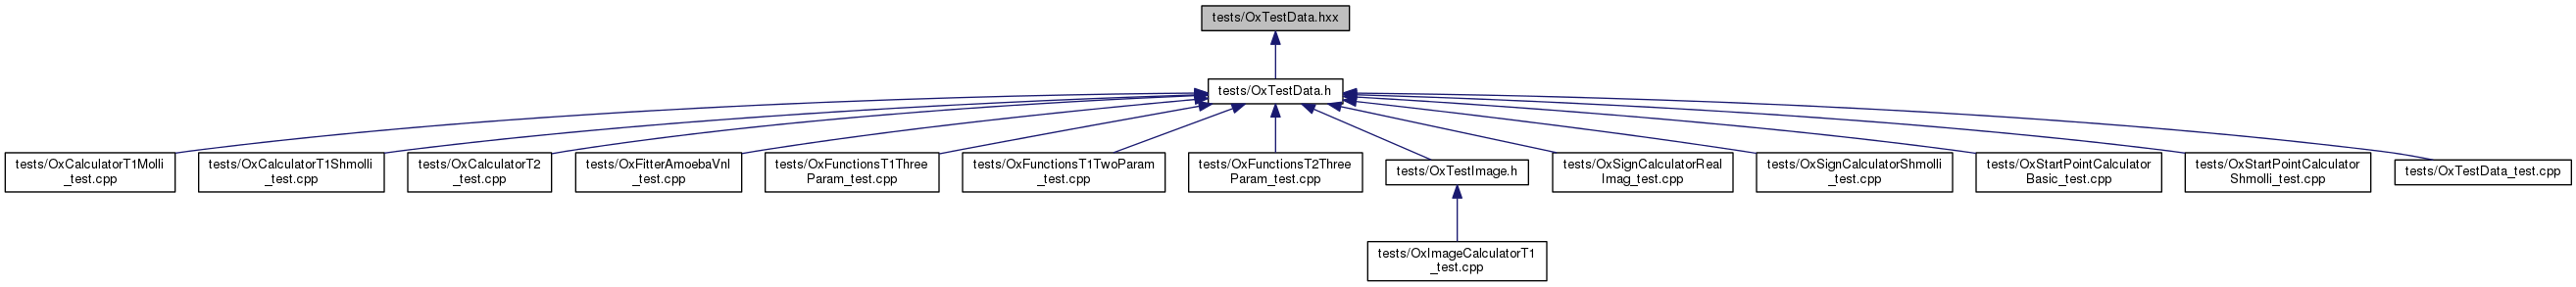 tests/OxTestData.hxx
tests/OxTestData.h
tests/OxCalculatorT1Molli
_test.cpp
tests/OxCalculatorT1Shmolli
_test.cpp
tests/OxCalculatorT2
_test.cpp
tests/OxFitterAmoebaVnl
_test.cpp
tests/OxFunctionsT1Three
Param_test.cpp
tests/OxFunctionsT1TwoParam
_test.cpp
tests/OxFunctionsT2Three
Param_test.cpp
tests/OxTestImage.h
tests/OxSignCalculatorReal
Imag_test.cpp
tests/OxSignCalculatorShmolli
_test.cpp
tests/OxStartPointCalculator
Basic_test.cpp
tests/OxStartPointCalculator
Shmolli_test.cpp
tests/OxTestData_test.cpp
tests/OxImageCalculatorT1
_test.cpp